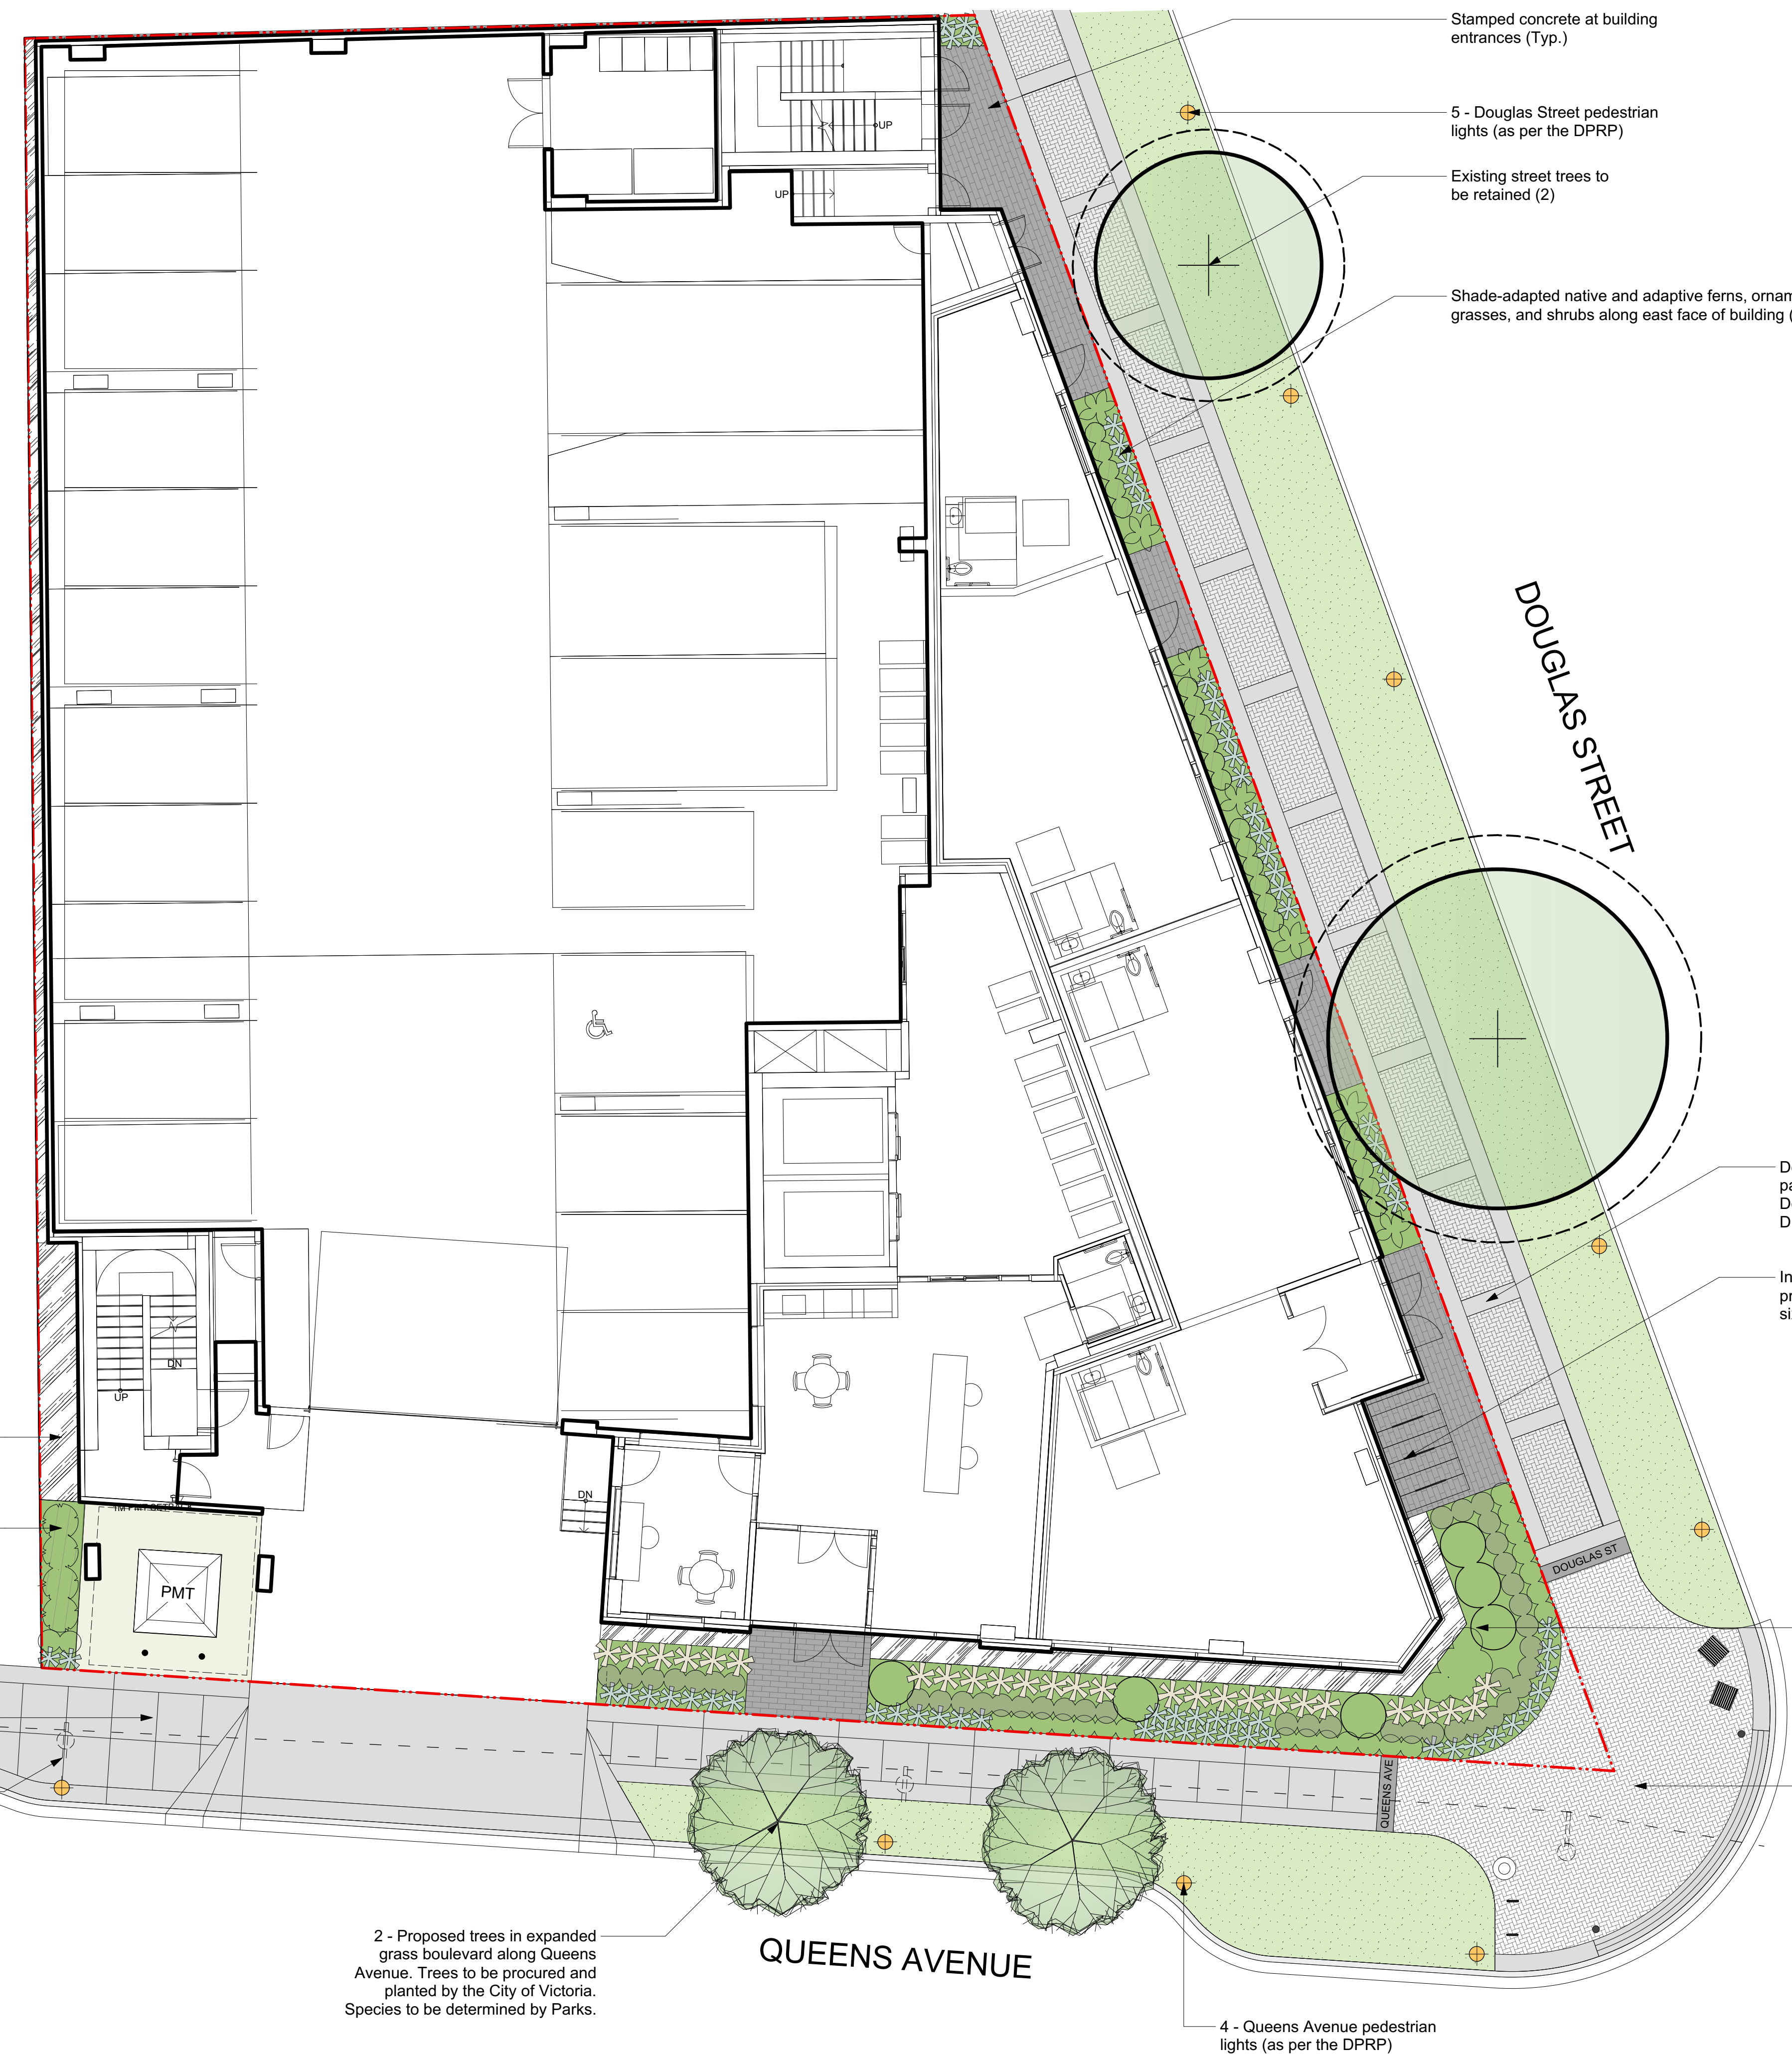 Stamped concrete at building
entrances (Typ.)
5 - Douglas Street pedestrian
lights (as per the DPRP)
Existing street trees to
be retained (2)
Shade-adapted native and adaptive ferns,
grasses, and shrubs along east face of building
UP
UP
DOUGLAS STREET
DN
UP
DN
PMT
DOUGLAS ST
QUEENS AVE
2 - Proposed trees in expanded
grass boulevard along Queens
Avenue. Trees to be procured and
planted by the City of Victoria.
Species to be determined by Parks.
QUEENS AVENUE
4 - Queens Avenue pedestrian
lights (as per the DPRP)